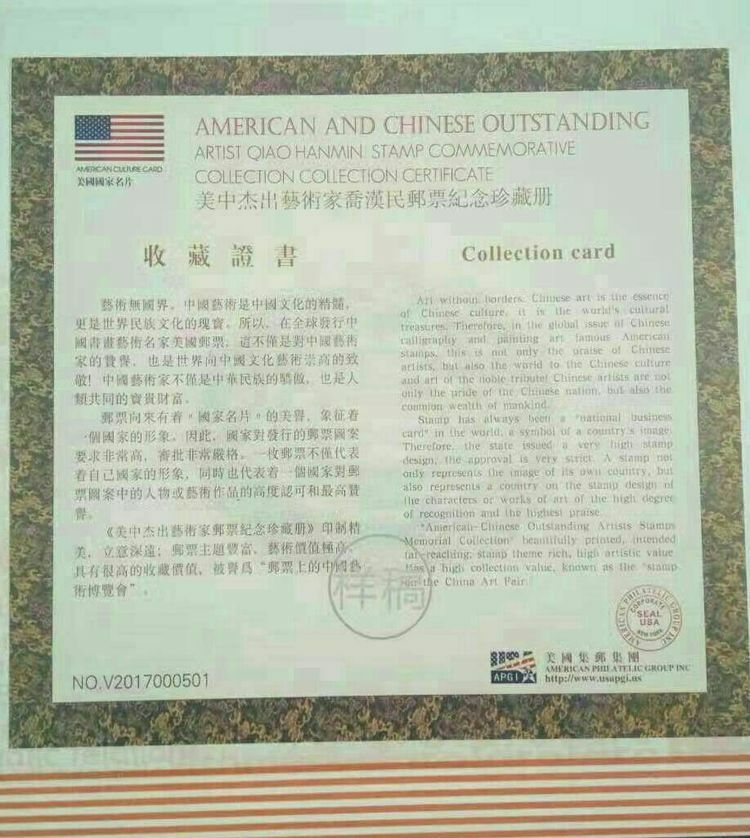 AMERICAN AND CHINESE OUTSTANDING
ARTIST QIAO HANMIN STAMP COMMEMORATIVE
COLLECTION COLLECTION CERTIFICATE
美中杰出藝術家喬漢民郵票紀念珍藏册
AMERICAN CULTURE CARD
美國國家名片
收藏證書
藝術無國界。中國藝術是中國文化的精髓,
更是世界民族文化的瑰寶。所以,在全球發行中
國書畫藝術名家美國郵票,這不僅是對中國藝術
家的贊譽,也是世界向中國文化藝術崇高的致
敬!中國藝術家不僅是中華民族的驕傲,也是人
類共同的寶貴財富。
郵票向來有着“國家名片”的美譽,象征着
一個國家的形象。因此,國家對發行的郵票圖案
要求非常高,審批非常嚴格。一枚郵票不僅代表
着自己國家的形象,同時也代表着一個國家對郵
票圖案中的人物或藝術作品的高度認可和最高贊
譽。
《美中杰出藝術家郵票紀念珍藏册》印制精
美,立意深遠;郵票主題豐富,藝術價值極高,
具有很高的收藏價值,被譽爲“郵票上的中國藝
術博覽會”。
Collection card
Art without borders. Chinese art is the essence
of Chinese culture, it is the world's cultural
treasures. Therefore, in the global issue of Chinese
calligraphy and painting art famous American
stamps, this is not only the praise of Chinese
artists, but also the world to the Chinese culture
and art of the noble tribute! Chinese artists are not
only the pride of the Chinese nation, but also the
common wealth of mankind.
Stamp has always been a "national business
card" in the world, a symbol of a country's image.
Therefore, the state issued a very high stamp
design, the approval is very strict. A stamp not
only represents the image of its own country, but
also represents a country on the stamp design of
the characters or works of art of the high degree
of recognition and the highest praise.
"American-Chinese Outstanding Artists Stamps
Memorial Collection" beautifully printed, intended
far-reaching; stamp theme rich, high artistic value
has a high collection value, known as the "stamp
on the China Art Fair.
样稿
AMERICAN PHILATELIC GROUP INC
CORPORATE
SEAL
USA
NEW YORK
NO.V2017000501
APGI
美國集郵集團
AMERICAN PHILATELIC GROUP INC
http://www.usapgi.us